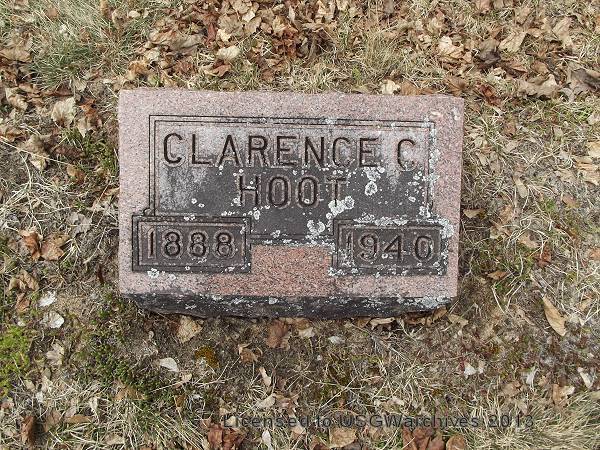 CLARENCE C.
HOOT
1888 1940
Licensed to USGWarchives 2013